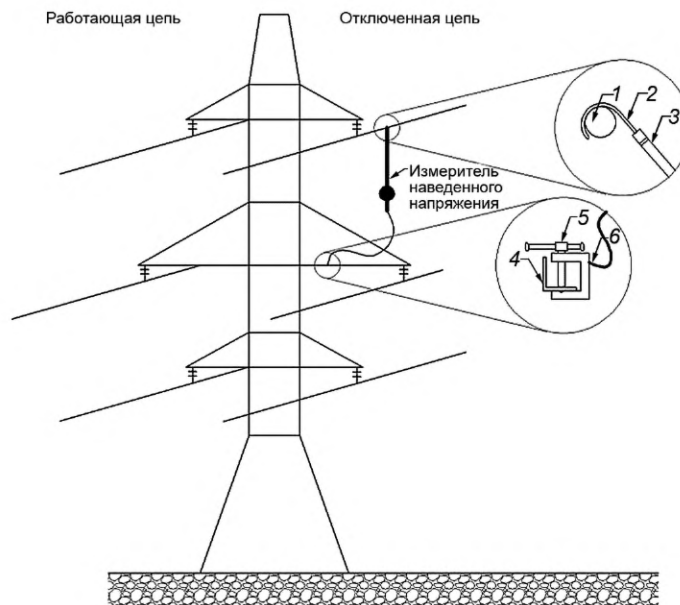 Работающая цепь
Отключенная цепь
1
2
3
Измеритель
наведенного
напряжения
5
4
6